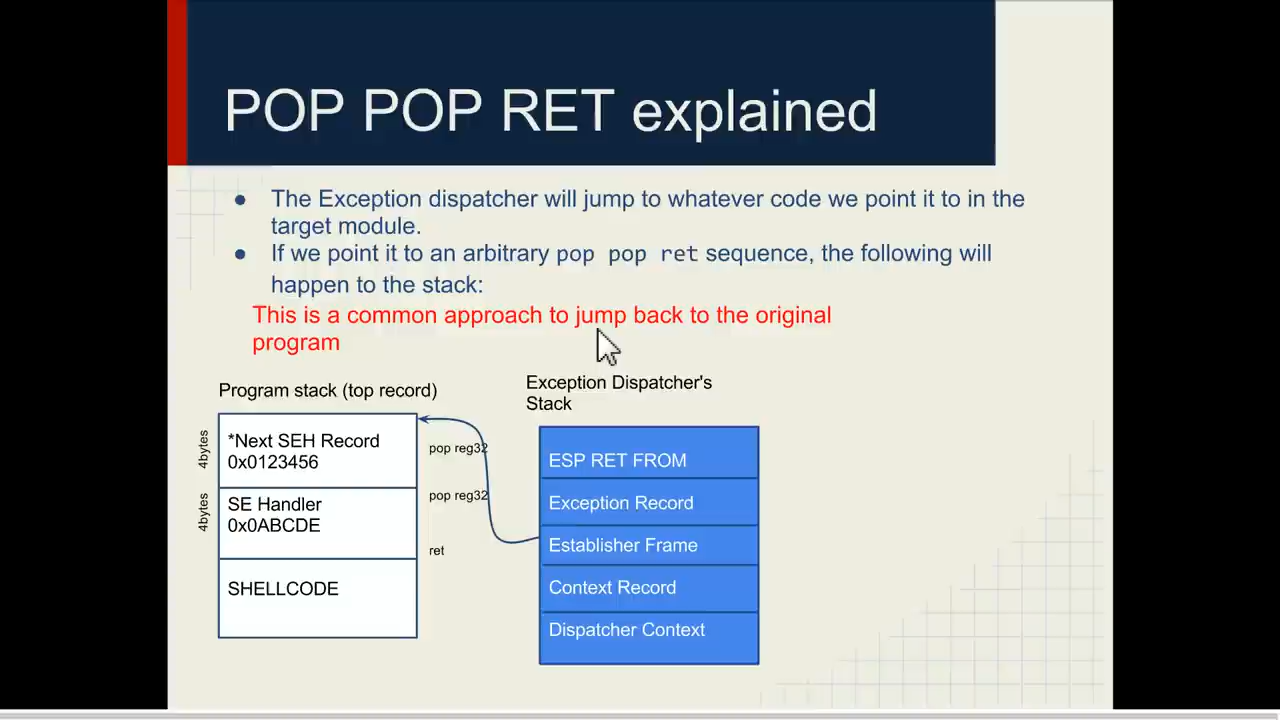 POP POP RET explained
● The Exception dispatcher will jump to whatever code we point it to in the
target module.
● If we point it to an arbitrary pop pop ret sequence, the following will
happen to the stack:
This is a common approach to jump back to the original
program
Program stack (top record)
4bytes
*Next SEH Record
0x0123456
4bytes
SE Handler
0x0ABCDE
SHELLCODE
pop reg32
pop reg32
ret
Exception Dispatcher's
Stack
ESP RET FROM
Exception Record
Establisher Frame
Context Record
Dispatcher Context